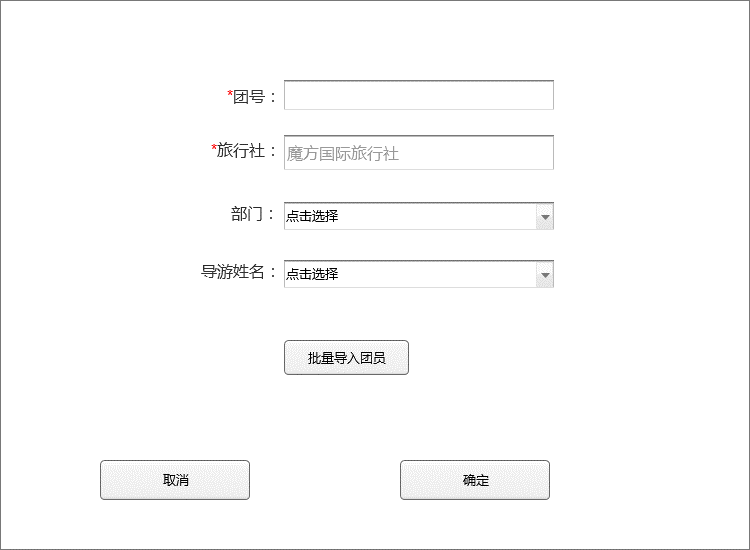 *团号：
*旅行社： 魔方国际旅行社
部门： 点击选择
导游姓名： 点击选择
批量导入团员
取消 确定